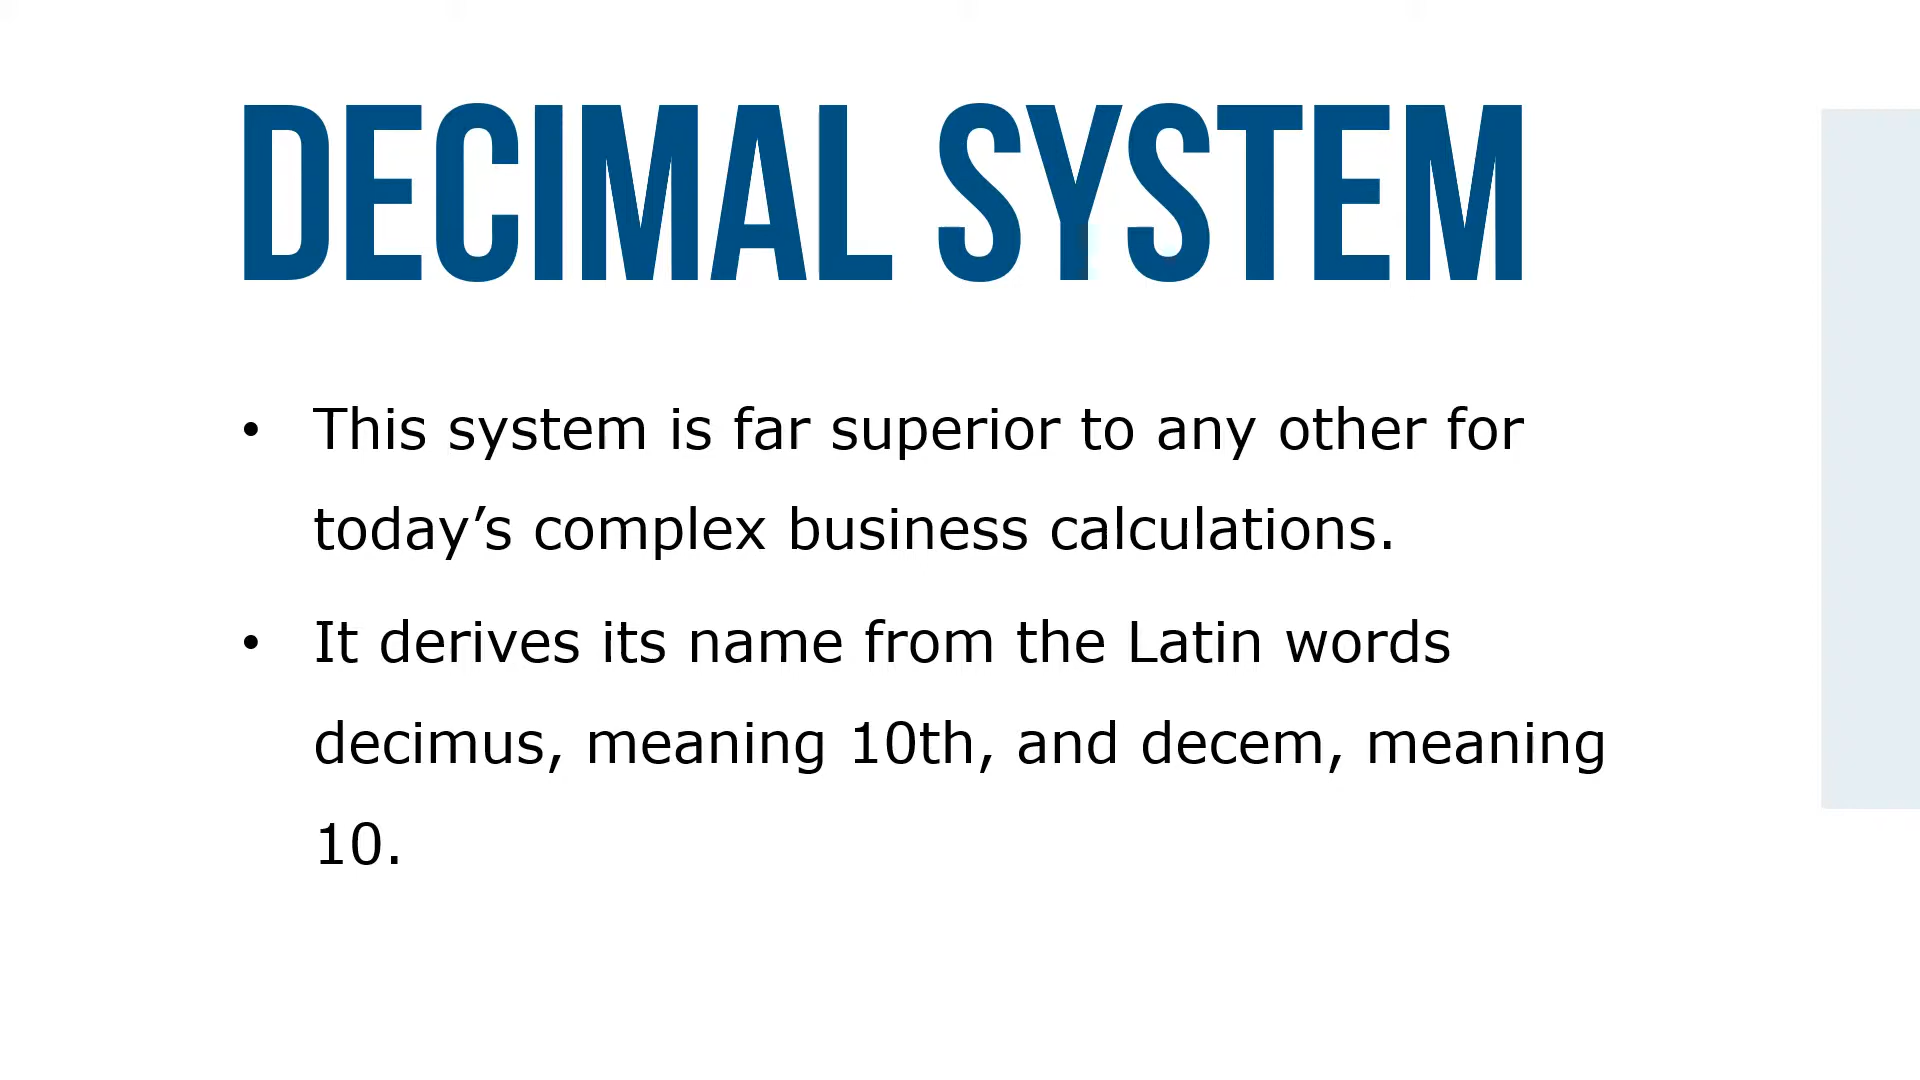 DECIMAL SYSTEM
• This system is far superior to any other for
today’s complex business calculations.
• It derives its name from the Latin words
decimus, meaning 10th, and decem, meaning
10.